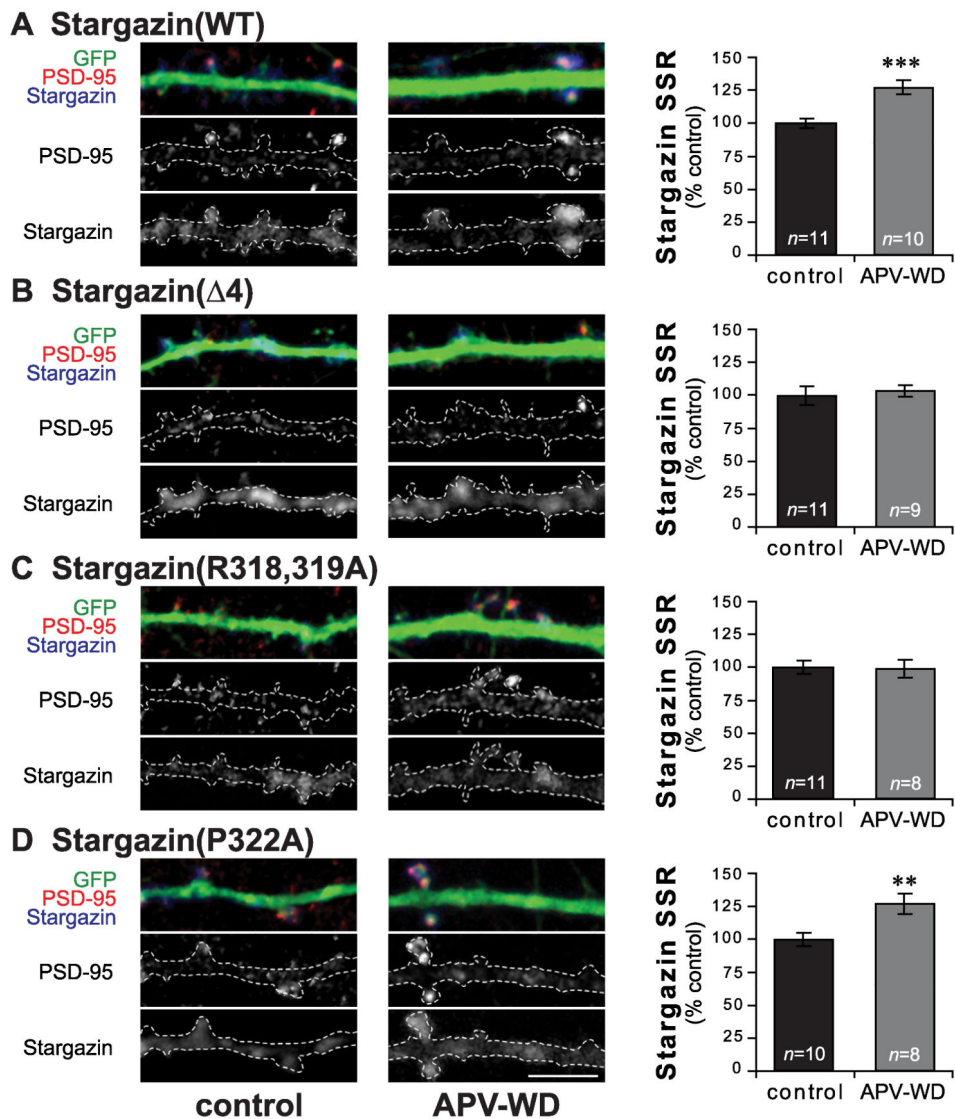 A Stargazin(WT)
GFP
PSD-95
Stargazin
PSD-95
Stargazin
Stargazin SSR
(% control)
150
125
100
75
50
25
0
***
n=11
n=10
control
APV-WD
B Stargazin(Δ4)
GFP
PSD-95
Stargazin
PSD-95
Stargazin
Stargazin SSR
(% control)
150
125
100
75
50
25
0
n=11
n=9
control
APV-WD
C Stargazin(R318,319A)
GFP
PSD-95
Stargazin
PSD-95
Stargazin
Stargazin SSR
(% control)
150
125
100
75
50
25
0
n=11
n=8
control
APV-WD
D Stargazin(P322A)
GFP
PSD-95
Stargazin
PSD-95
Stargazin
Stargazin SSR
(% control)
150
125
100
75
50
25
0
**
n=10
n=8
control
APV-WD
control
APV-WD